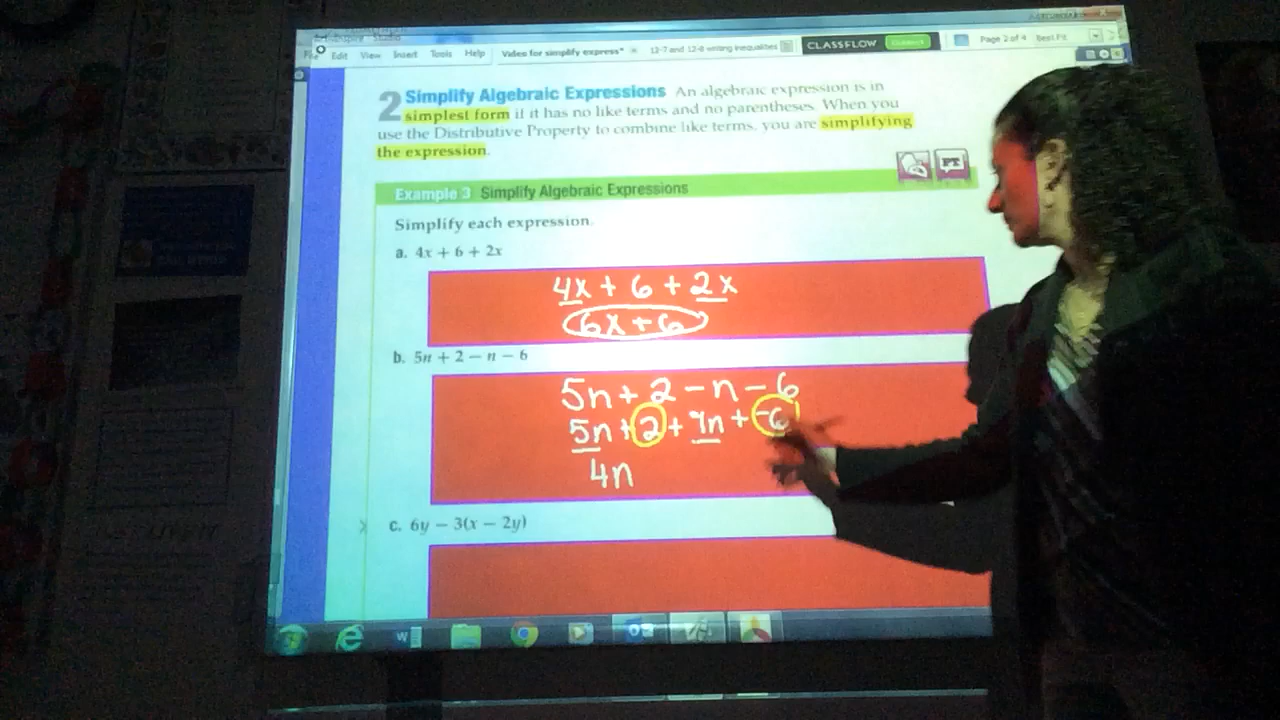 Edit View Insert Tools Help Video for simplify express* 12-7 and 12-8 writing inequalities CLASSFLOW Connect Page 2 of 4 Best Fit
2 Simplify Algebraic Expressions An algebraic expression is in
simplest form if it has no like terms and no parentheses. When you
use the Distributive Property to combine like terms, you are simplifying
the expression.
PT
Example 3 Simplify Algebraic Expressions
Simplify each expression.
a. 4x + 6 + 2x
4x + 6 + 2x
6x + 6
b. 5n + 2 − n − 6
5n + 2 − n − 6
5n + 2 + -1n + -6
4n
c. 6y − 3(x − 2y)